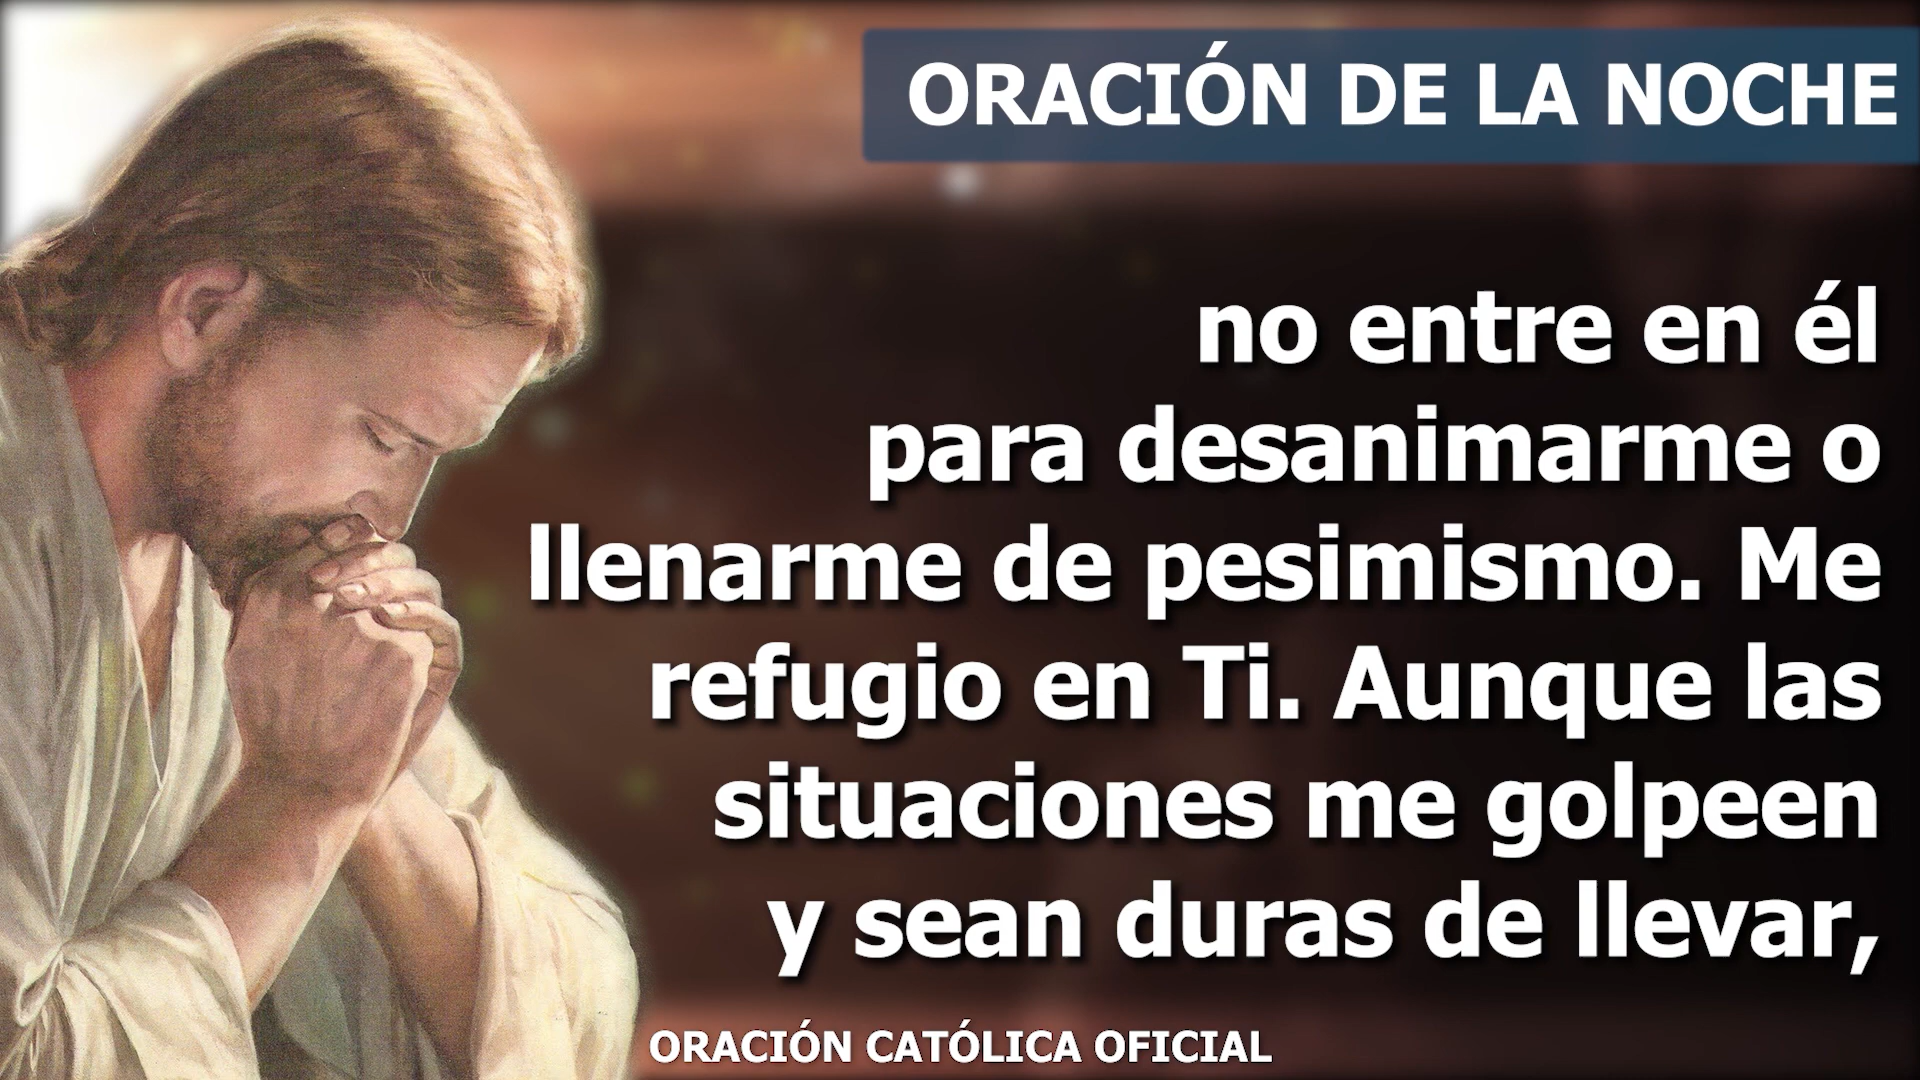 ORACIÓN DE LA NOCHE
no entre en él
para desanimarme o
llenarme de pesimismo. Me
refugio en Ti. Aunque las
situaciones me golpeen
y sean duras de llevar,
ORACIÓN CATÓLICA OFICIAL